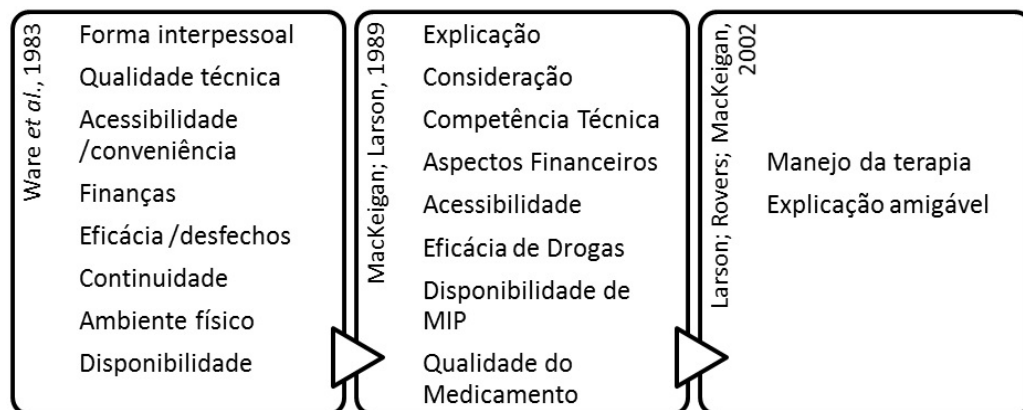 Ware et al., 1983
Forma interpessoal
Qualidade técnica
Acessibilidade
/conveniência
Finanças
Eficácia /desfechos
Continuidade
Ambiente físico
Disponibilidade
MacKeigan; Larson, 1989
Explicação
Consideração
Competência Técnica
Aspectos Financeiros
Acessibilidade
Eficácia de Drogas
Disponibilidade de
MIP
Qualidade do
Medicamento
Larson; Rovers; MacKeigan,
2002
Manejo da terapia
Explicação amigável